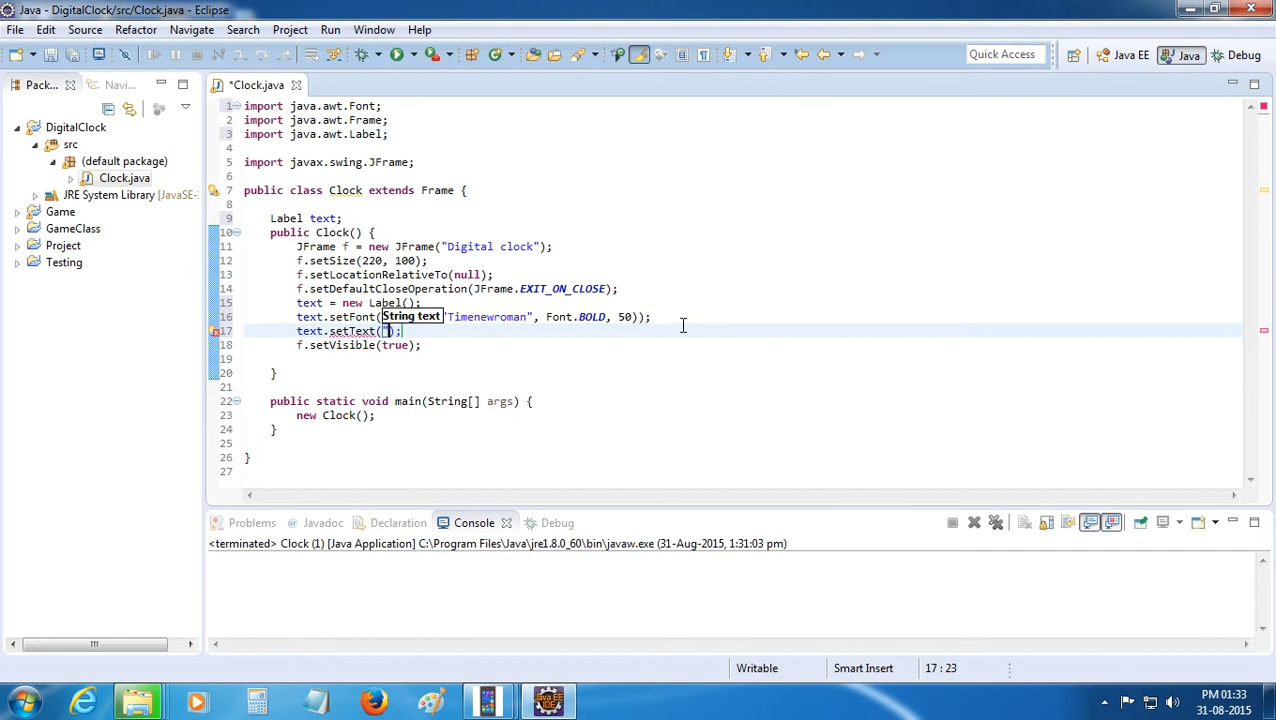 Java - DigitalClock/src/Clock.java - Eclipse
File Edit Source Refactor Navigate Search Project Run Window Help
Quick Access
Java EE
Java
Debug
Pack...
Navi...
*Clock.java
DigitalClock
src
(default package)
Clock.java
JRE System Library [JavaSE-
Game
GameClass
Project
Testing
1 import java.awt.Font;
2 import java.awt.Frame;
3 import java.awt.Label;
4
5 import javax.swing.JFrame;
6
7 public class Clock extends Frame {
8
9 Label text;
10 public Clock() {
11 JFrame f = new JFrame("Digital clock");
12 f.setSize(220, 100);
13 f.setLocationRelativeTo(null);
14 f.setDefaultCloseOperation(JFrame.EXIT_ON_CLOSE);
15 text = new Label();
16 text.setFont( String text "Timenewroman", Font.BOLD, 50));
17 text.setText("");
18 f.setVisible(true);
19
20 }
21
22 public static void main(String[] args) {
23 new Clock();
24 }
25
26 }
27
Problems
Javadoc
Declaration
Console
Debug
<terminated> Clock (1) [Java Application] C:\Program Files\Java\jre1.8.0_60\bin\javaw.exe (31-Aug-2015, 1:31:03 pm)
Writable
Smart Insert
17 : 23
PM 01:33
31-08-2015